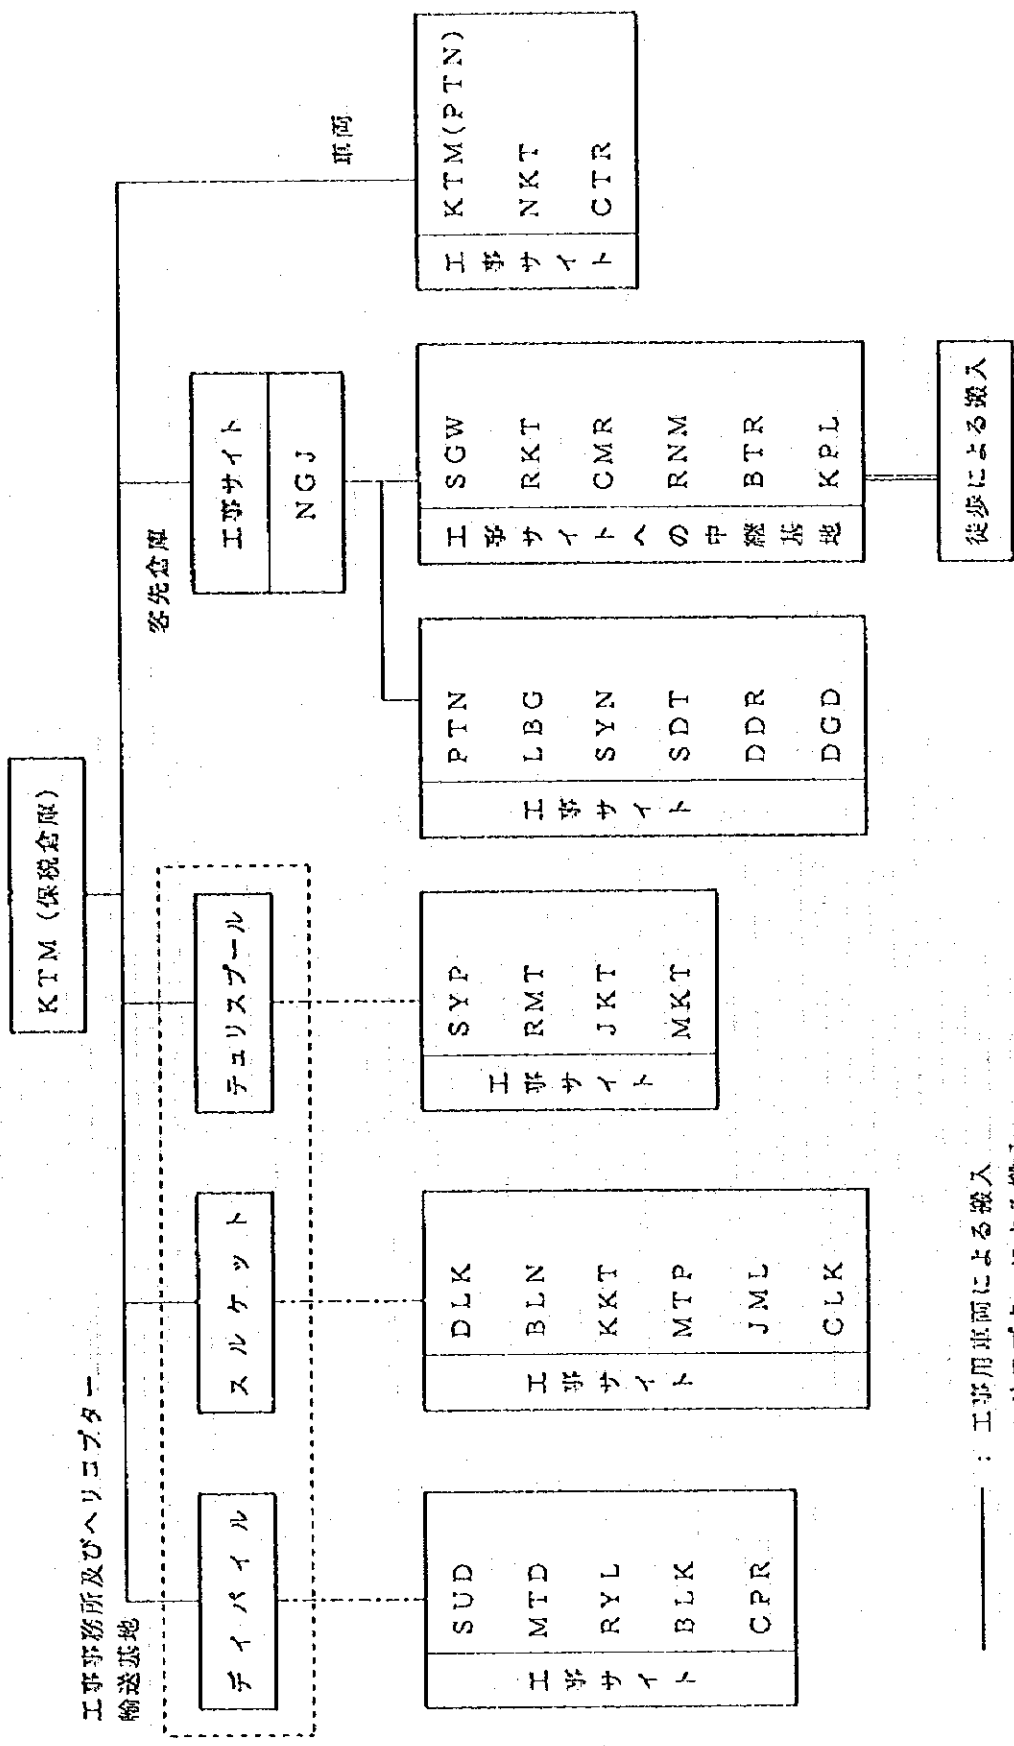 KTM (保税倉庫)
工事事務所及びヘリコプター
輸送基地
客先倉庫
車両
ティパイル
スルケット
テュリスプール
工事サイト
NGJ
工事サイト
SUD
MTD
RYL
BLK
CPR
工事サイト
DLK
BLN
KKT
MTP
JML
CLK
工事サイト
SYP
RMT
JKT
MKT
工事サイト
PTN
LBG
SYN
SDT
DDR
DGD
工事サイトへの中継基地
SGW
RKT
CMR
RNM
BTR
KPL
工事サイト
KTM(PTN)
NKT
CTR
徒歩による搬入
: 工事用車両による搬入